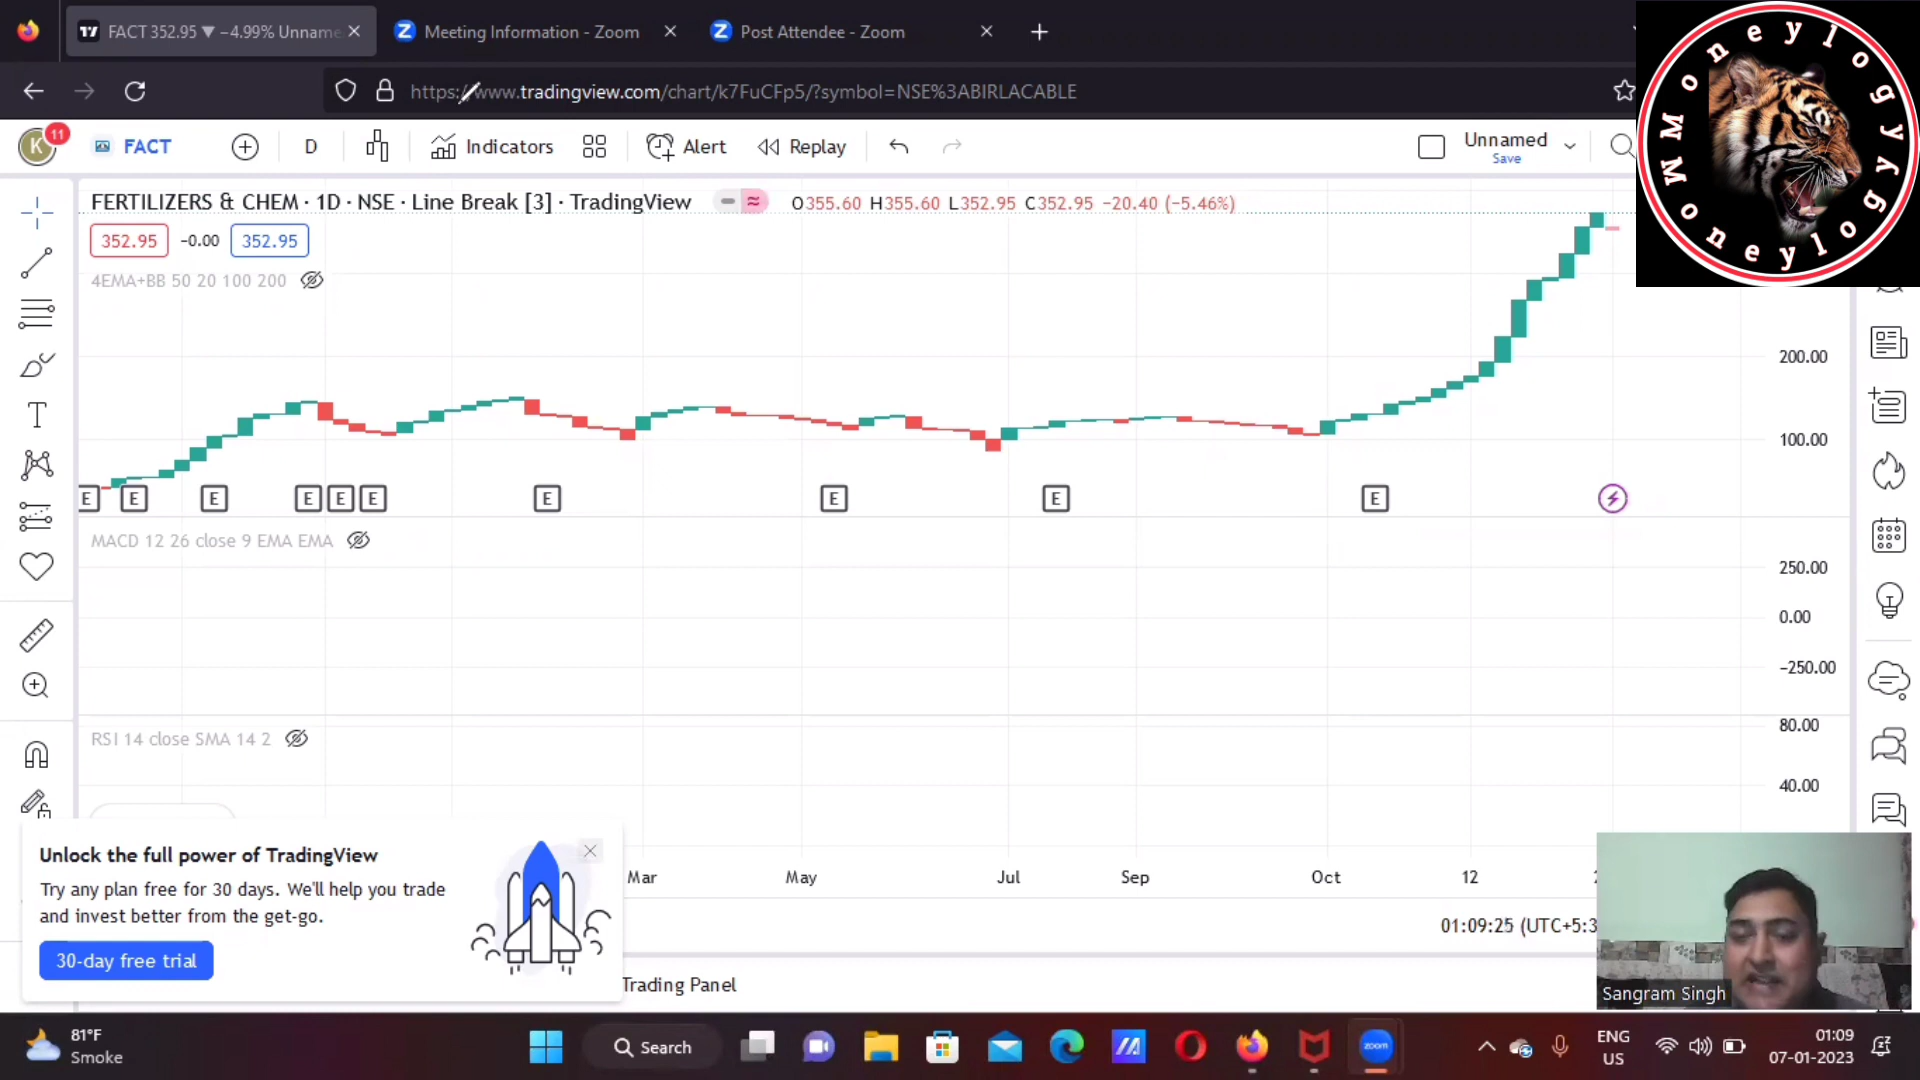 FACT 352.95 ▼ −4.99% Unname
Meeting Information - Zoom
Post Attendee - Zoom
https://www.tradingview.com/chart/k7FuCFp5/?symbol=NSE%3ABIRLACABLE
Moneylogyy
Moneylogyy
K
11
FACT
D
Indicators
Alert
Replay
Unnamed
Save
FERTILIZERS & CHEM · 1D · NSE · Line Break [3] · TradingView
O355.60 H355.60 L352.95 C352.95 −20.40 (−5.46%)
352.95
−0.00
352.95
4EMA+BB 50 20 100 200
200.00
100.00
E E E E E E E E E E
MACD 12 26 close 9 EMA EMA
250.00
0.00
−250.00
RSI 14 close SMA 14 2
80.00
40.00
Unlock the full power of TradingView
Try any plan free for 30 days. We'll help you trade
and invest better from the get-go.
30-day free trial
Mar May Jul Sep Oct 12
01:09:25 (UTC+5:3
Trading Panel
Sangram Singh
81°F
Smoke
Search
zoom
ENG
US
01:09
07-01-2023